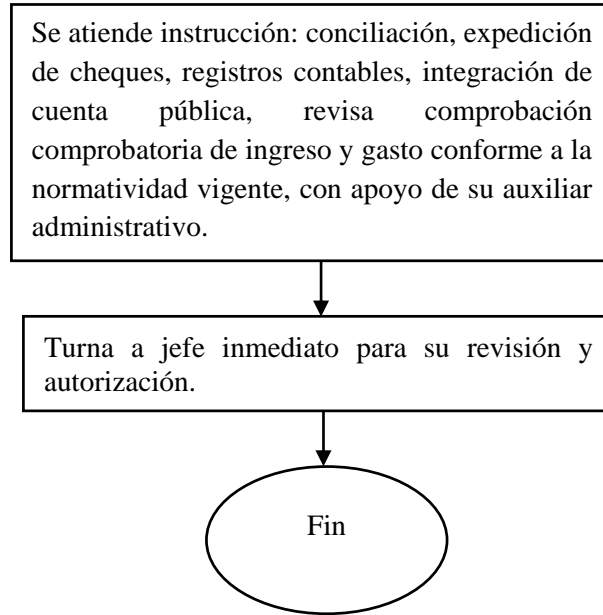 Se atiende instrucción: conciliación, expedición
de cheques, registros contables, integración de
cuenta pública, revisa comprobación
comprobatoria de ingreso y gasto conforme a la
normatividad vigente, con apoyo de su auxiliar
administrativo.
Turna a jefe inmediato para su revisión y
autorización.
Fin